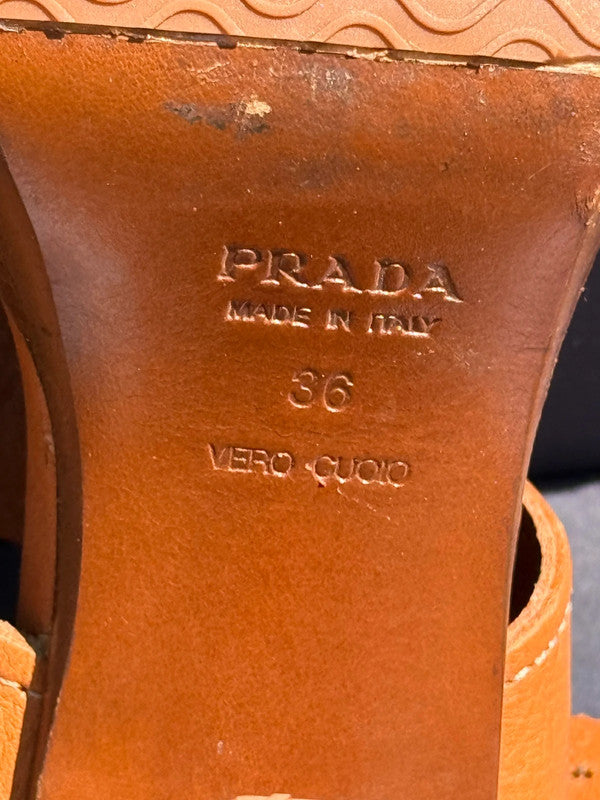 PRADA
MADE IN ITALY
36
VERO CUOIO